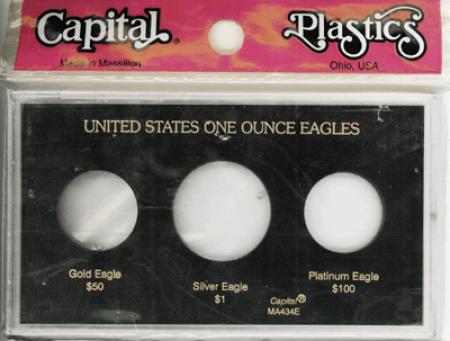 Capital® Plastics
Made in Massillon Ohio, USA
UNITED STATES ONE OUNCE EAGLES
Gold Eagle
$50
Silver Eagle
$1
Platinum Eagle
$100
Capital®
MA434E